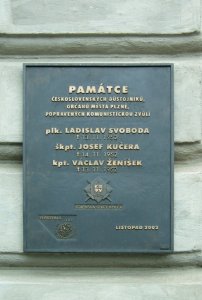 PAMÁTCE
ČESKOSLOVENSKÝCH DŮSTOJNÍKŮ,
OBČANŮ MĚSTA PLZNĚ,
POPRAVENÝCH KOMUNISTICKOU ZVŮLÍ
plk. LADISLAV SVOBODA
škpt. JOSEF KUČERA
kpt. VÁCLAV ŽENÍŠEK
LISTOPAD 2002